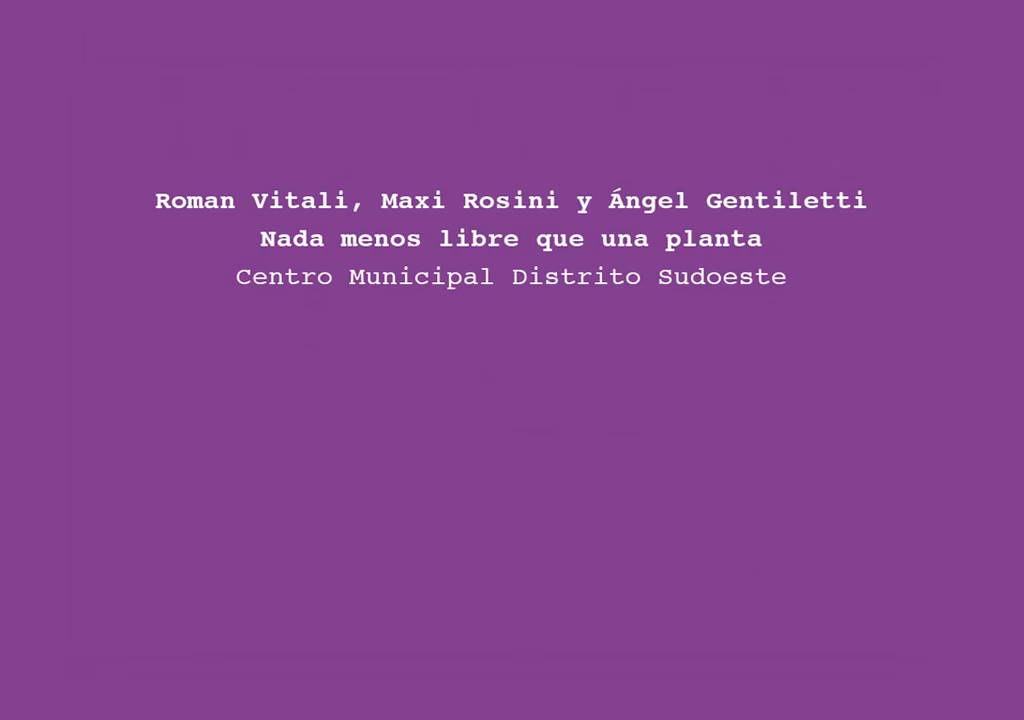 Roman Vitali, Maxi Rosini y Ángel Gentiletti
Nada menos libre que una planta
Centro Municipal Distrito Sudoeste